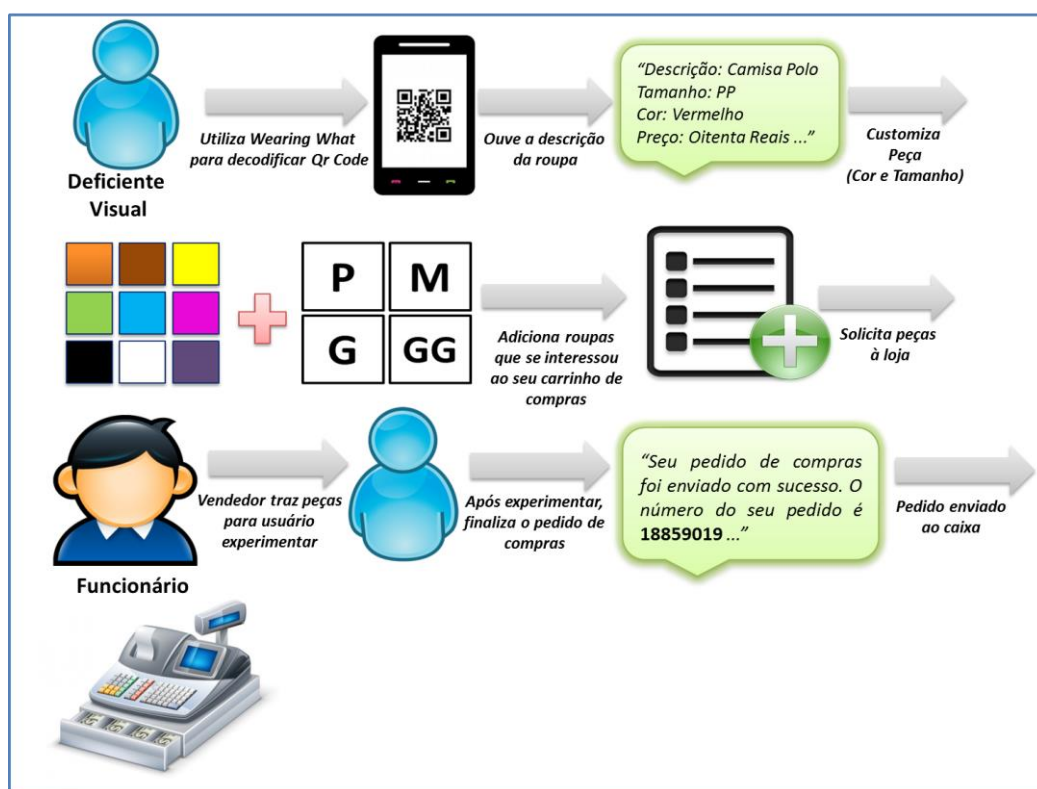 Deficiente
Visual
Utiliza Wearing What
para decodificar Qr Code
Ouve a descrição
da roupa
“Descrição: Camisa Polo
Tamanho: PP
Cor: Vermelho
Preço: Oitenta Reais ...”
Customiza
Peça
(Cor e Tamanho)
P
M
G
GG
Adiciona roupas
que se interessou
ao seu carrinho de
compras
Solicita peças
à loja
Funcionário
Vendedor traz peças
para usuário
experimentar
Após experimentar,
finaliza o pedido de
compras
“Seu pedido de compras
foi enviado com sucesso. O
número do seu pedido é
18859019 ...”
Pedido enviado
ao caixa